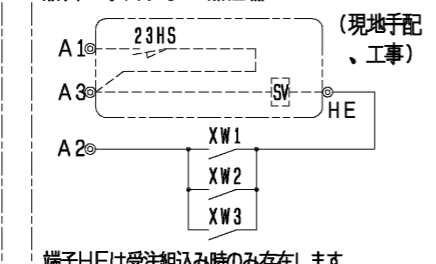 (現地手配
、工事)
23HS
A1
A3
SV
HE
A2
XW1
XW2
XW3
端子HEは受注組込み時のみ存在します